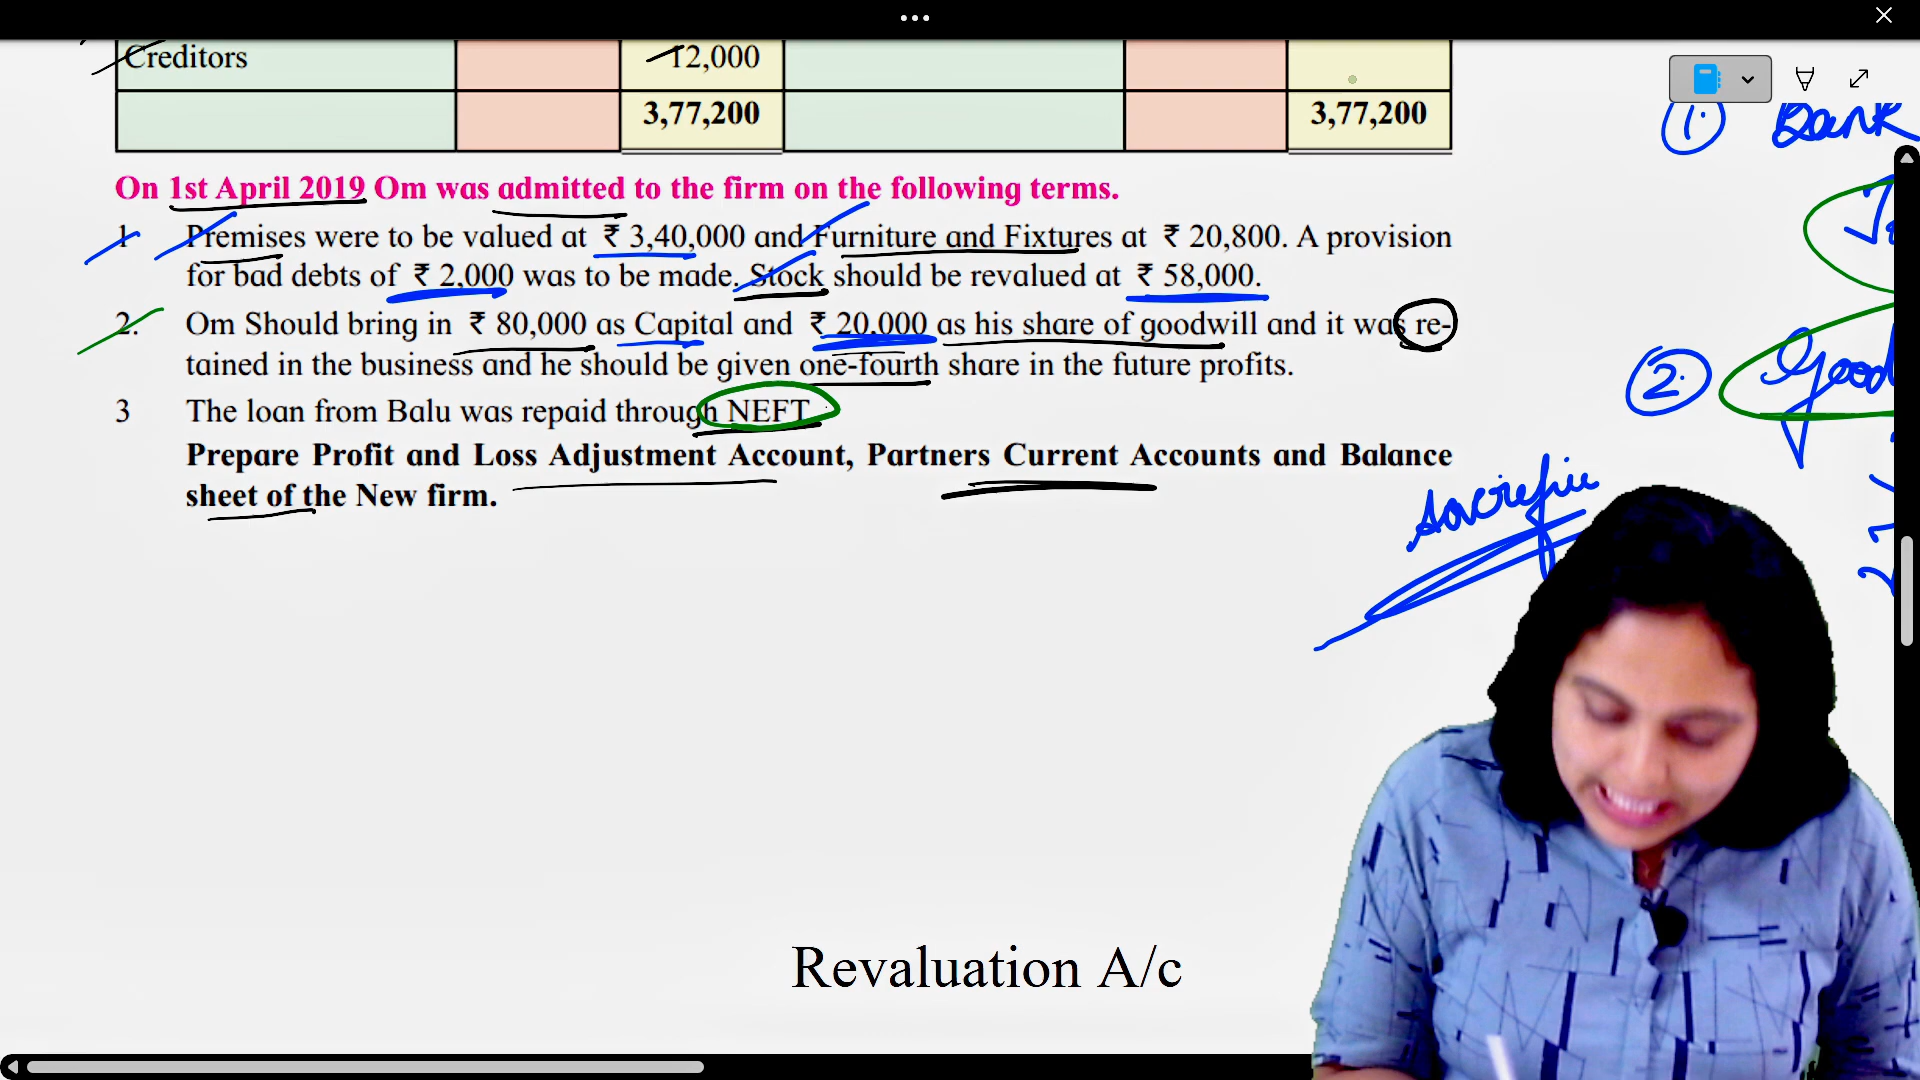 Creditors 12,000
3,77,200 3,77,200
① Bank
On 1st April 2019 Om was admitted to the firm on the following terms.
1 Premises were to be valued at ₹ 3,40,000 and Furniture and Fixtures at ₹ 20,800. A provision
for bad debts of ₹ 2,000 was to be made. Stock should be revalued at ₹ 58,000.
2. Om Should bring in ₹ 80,000 as Capital and ₹ 20,000 as his share of goodwill and it was re-
tained in the business and he should be given one-fourth share in the future profits.
② Good
3 The loan from Balu was repaid through NEFT
Prepare Profit and Loss Adjustment Account, Partners Current Accounts and Balance
sheet of the New firm.
Revaluation A/c